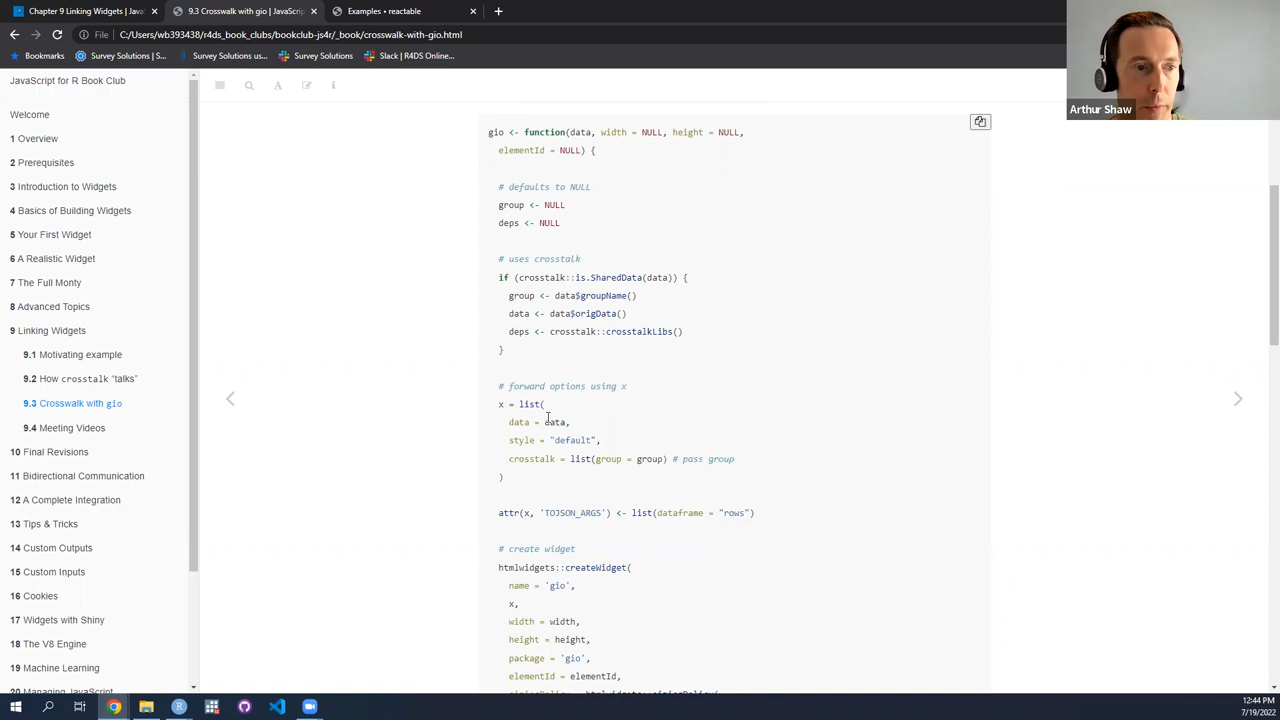 Chapter 9 Linking Widgets | Java
9.3 Crosswalk with gio | JavaScri
Examples • reactable
File
C:/Users/wb393438/r4ds_book_clubs/bookclub-js4r/_book/crosswalk-with-gio.html
Bookmarks
Survey Solutions | S...
Survey Solutions us...
Survey Solutions
Slack | R4DS Online...
Arthur Shaw
JavaScript for R Book Club
Welcome
1 Overview
2 Prerequisites
3 Introduction to Widgets
4 Basics of Building Widgets
5 Your First Widget
6 A Realistic Widget
7 The Full Monty
8 Advanced Topics
9 Linking Widgets
9.1 Motivating example
9.2 How crosstalk “talks”
9.3 Crosswalk with gio
9.4 Meeting Videos
10 Final Revisions
11 Bidirectional Communication
12 A Complete Integration
13 Tips & Tricks
14 Custom Outputs
15 Custom Inputs
16 Cookies
17 Widgets with Shiny
18 The V8 Engine
19 Machine Learning
20 Managing JavaScript
gio <- function(data, width = NULL, height = NULL,
elementId = NULL) {
# defaults to NULL
group <- NULL
deps <- NULL
# uses crosstalk
if (crosstalk::is.SharedData(data)) {
group <- data$groupName()
data <- data$origData()
deps <- crosstalk::crosstalkLibs()
}
# forward options using x
x = list(
data = data,
style = "default",
crosstalk = list(group = group) # pass group
)
attr(x, 'TOJSON_ARGS') <- list(dataframe = "rows")
# create widget
htmlwidgets::createWidget(
name = 'gio',
x,
width = width,
height = height,
package = 'gio',
elementId = elementId,
12:44 PM
7/19/2022